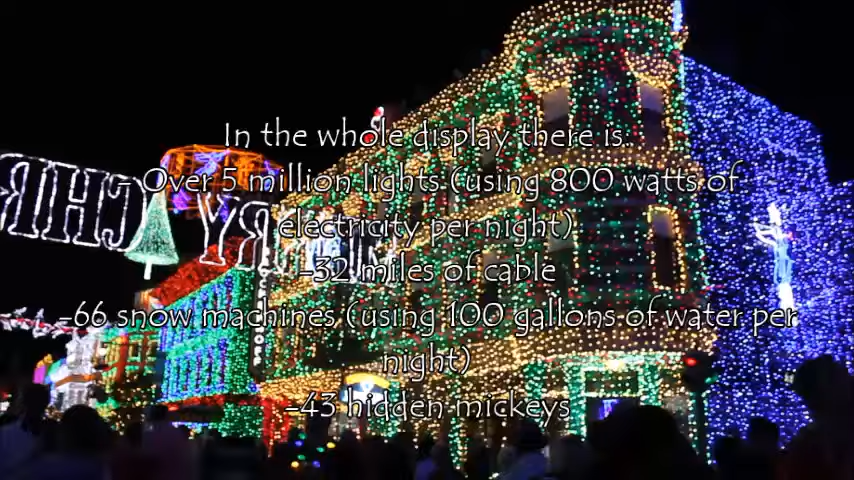 In the whole display there is:
- Over 5 million lights (using 800 watts of
electricity per night)
-32 miles of cable
-66 snow machines (using 100 gallons of water per
night)
-43 hidden mickeys